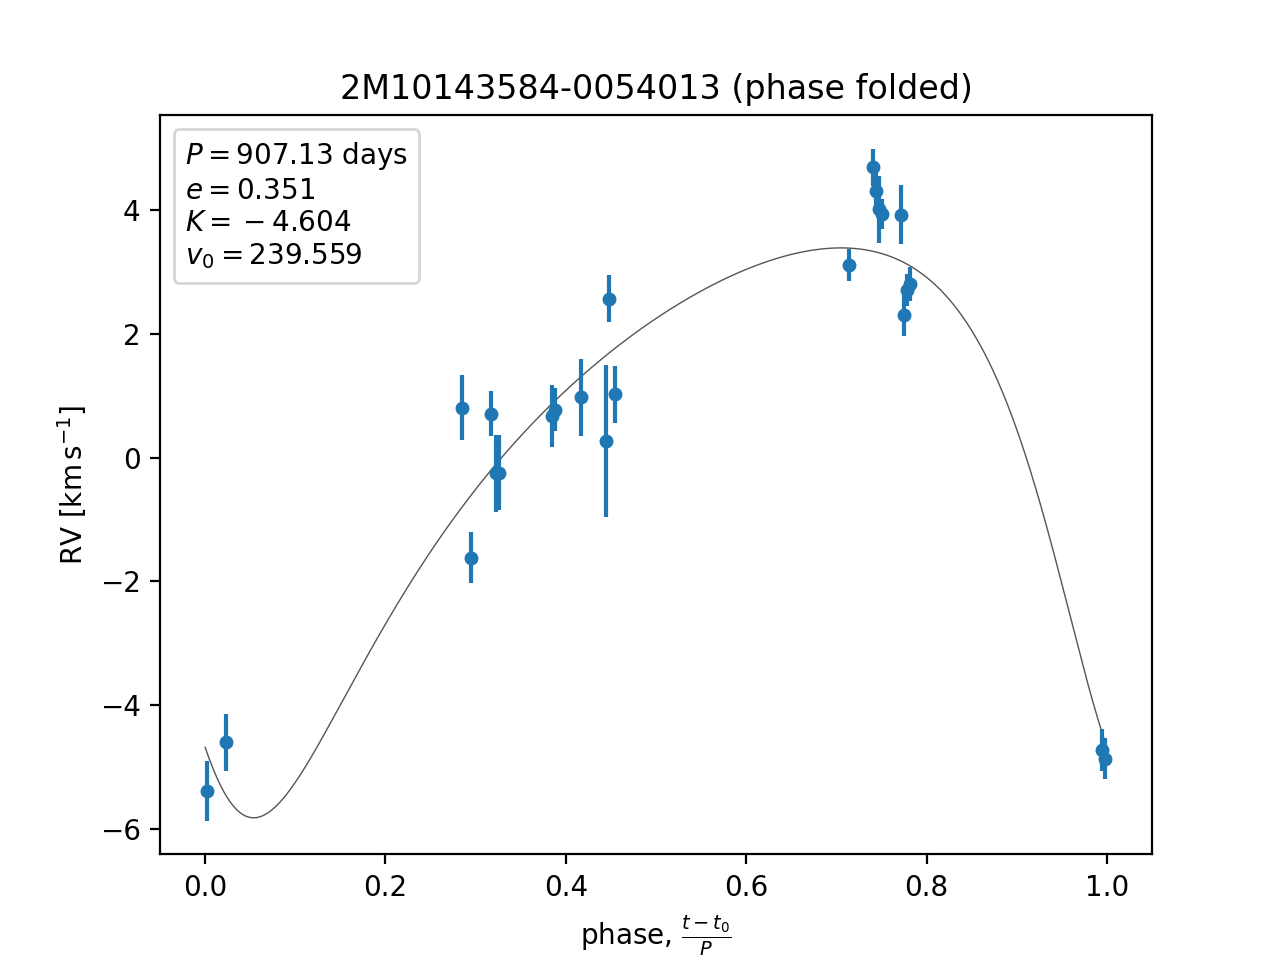 2M10143584-0054013 (phase folded)
P = 907.13 days
e = 0.351
K = −4.604
v₀ = 239.559
4
2
0
−2
−4
−6
RV [km s⁻¹]
0.0 0.2 0.4 0.6 0.8 1.0
phase, (t − t₀)/P